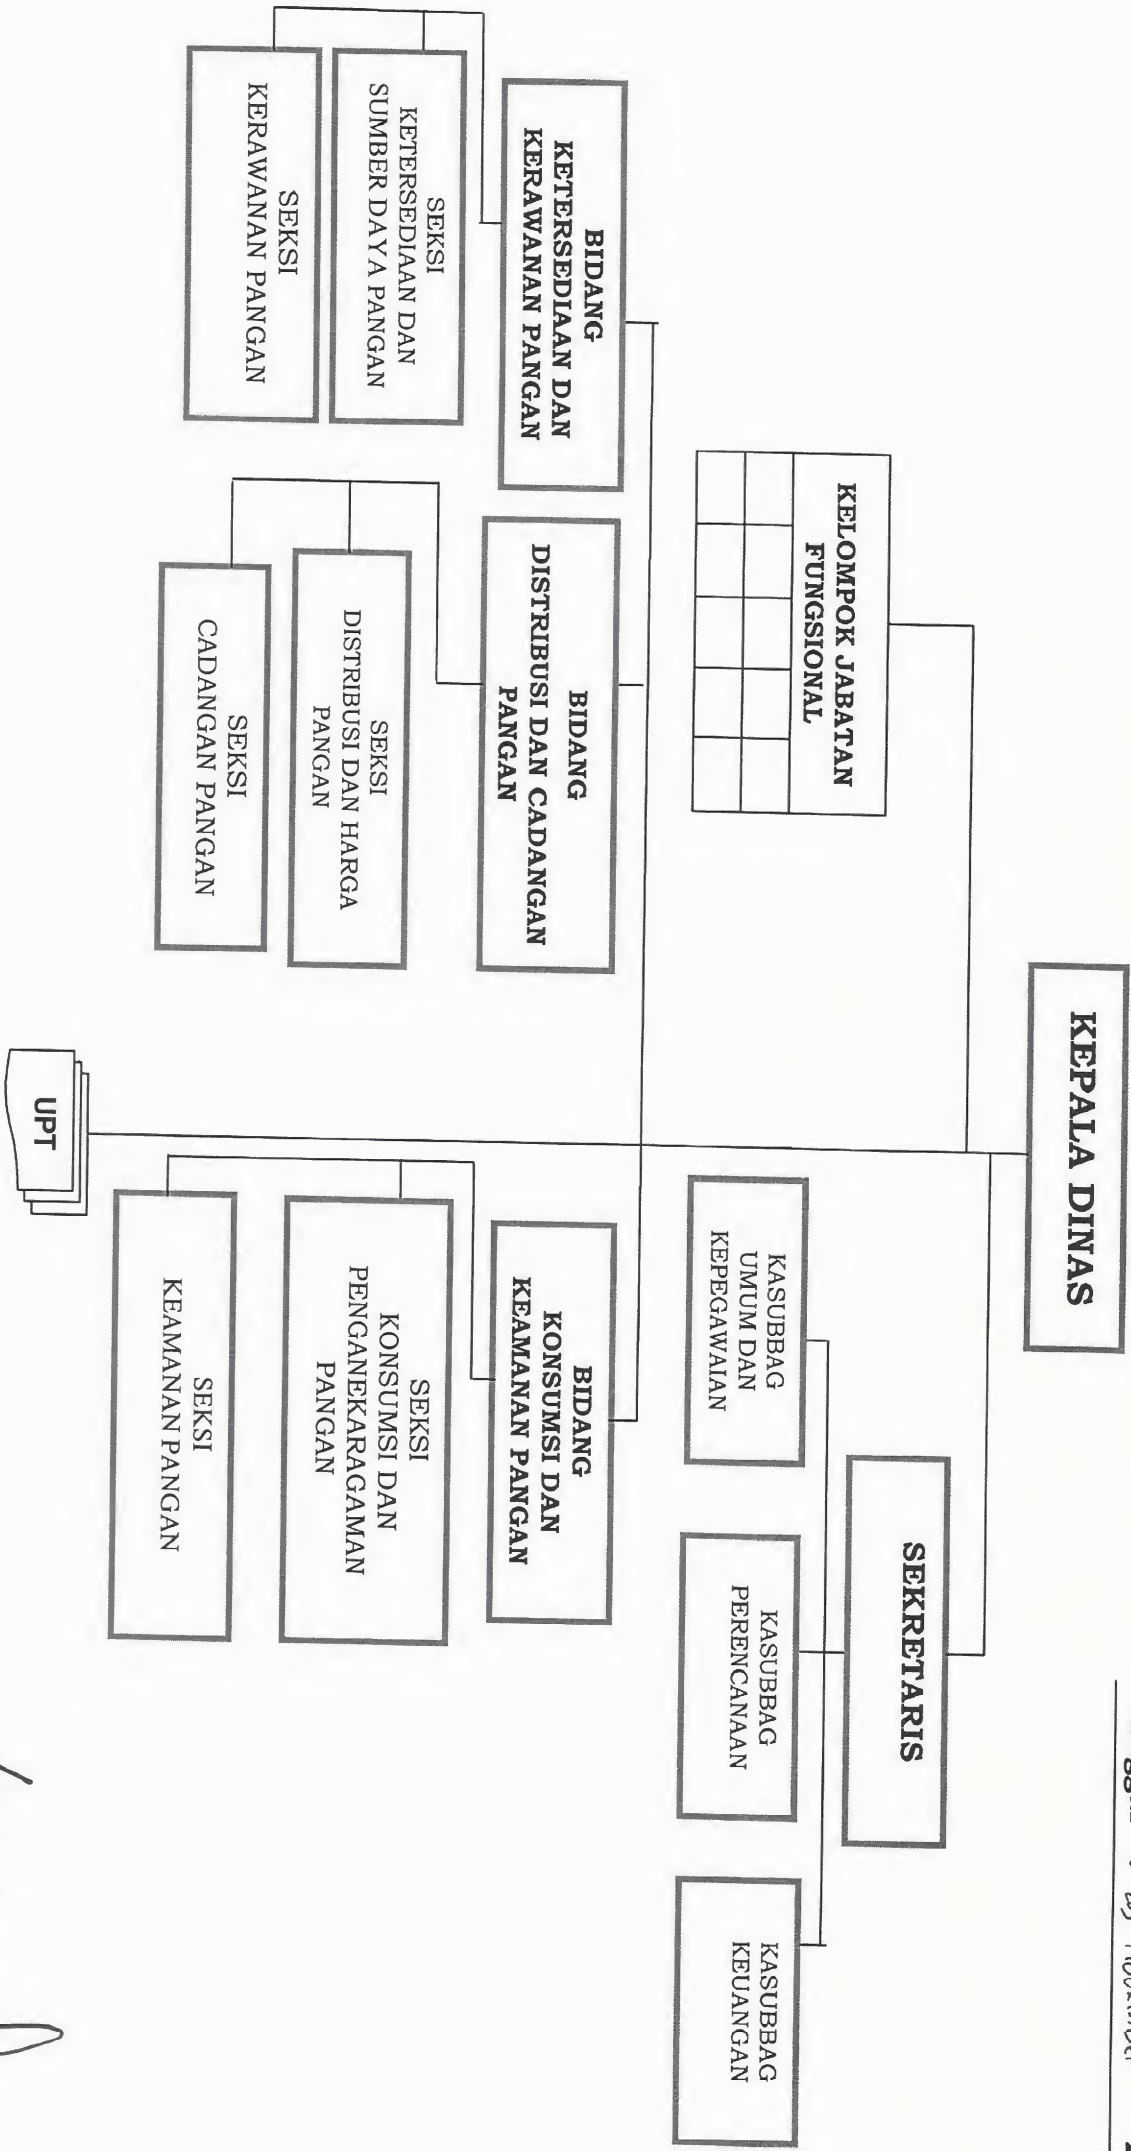 KEPALA DINAS
SEKRETARIS
KELOMPOK JABATAN
FUNGSIONAL
KASUBBAG
UMUM DAN
KEPEGAWAIAN
KASUBBAG
PERENCANAAN
KASUBBAG
KEUANGAN
BIDANG
KETERSEDIAAN DAN
KERAWANAN PANGAN
BIDANG
DISTRIBUSI DAN CADANGAN
PANGAN
BIDANG
KONSUMSI DAN
KEAMANAN PANGAN
SEKSI
KETERSEDIAAN DAN
SUMBER DAYA PANGAN
SEKSI
DISTRIBUSI DAN HARGA
PANGAN
SEKSI
KONSUMSI DAN
PENGANEKARAGAMAN
PANGAN
SEKSI
KERAWANAN PANGAN
SEKSI
CADANGAN PANGAN
SEKSI
KEAMANAN PANGAN
UPT